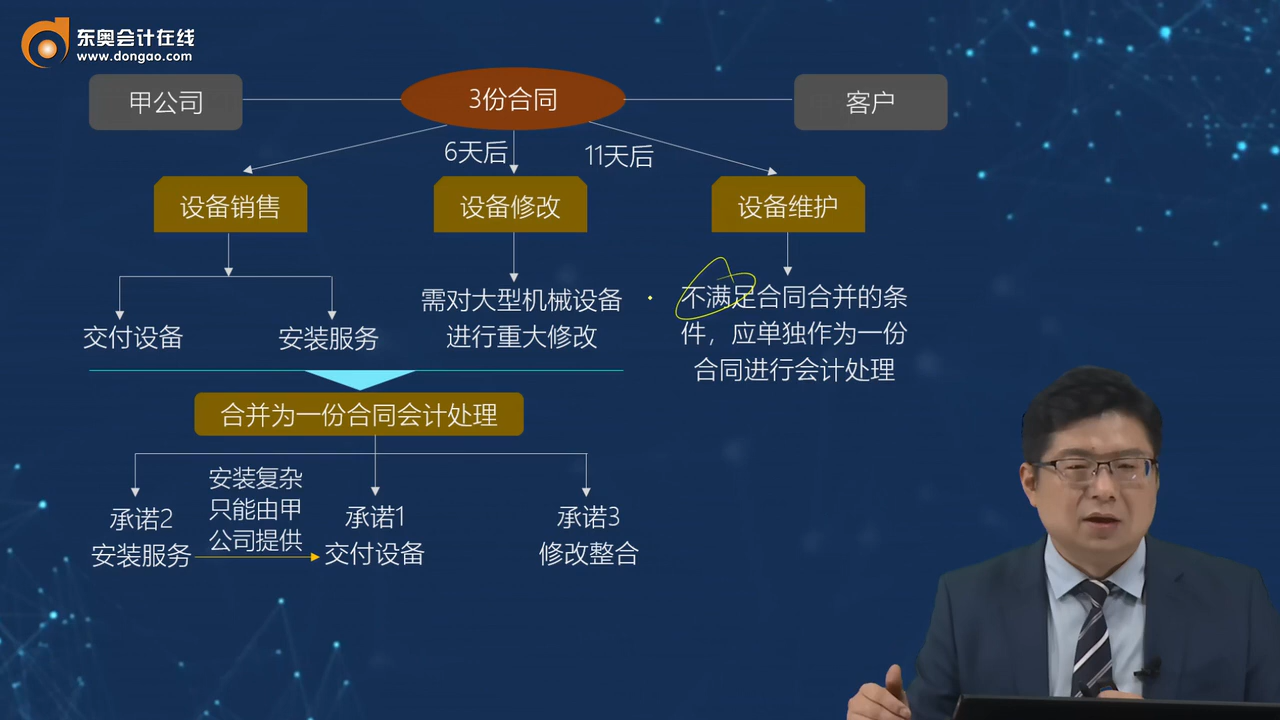 东奥会计在线
www.dongao.com
甲公司
3份合同
客户
6天后
11天后
设备销售
设备修改
设备维护
交付设备
安装服务
需对大型机械设备
进行重大修改
不满足合同合并的条
件，应单独作为一份
合同进行会计处理
合并为一份合同会计处理
承诺2
安装服务
安装复杂
只能由甲
公司提供
承诺1
交付设备
承诺3
修改整合